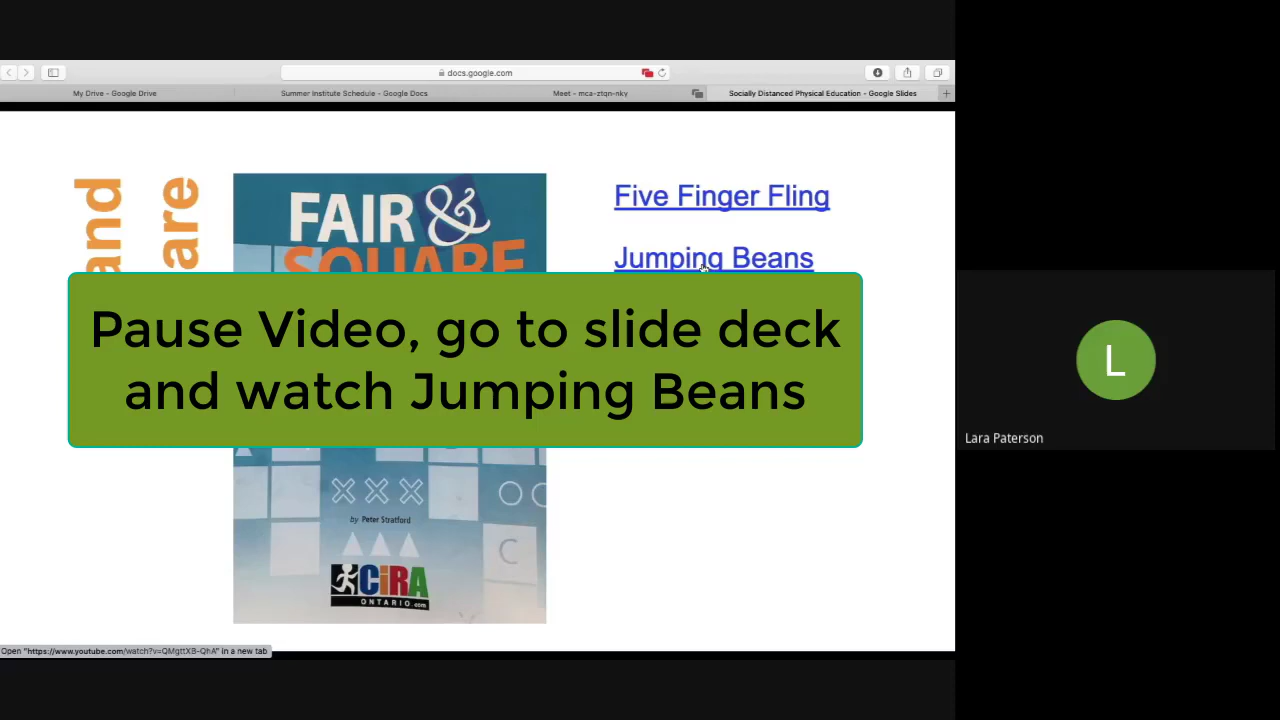 docs.google.com
My Drive - Google Drive
Summer Institute Schedule - Google Docs
Meet - mca-ztqn-nky
Socially Distanced Physical Education - Google Slides
and
are
FAIR &
SQUARE
Five Finger Fling
Jumping Beans
Pause Video, go to slide deck
and watch Jumping Beans
by Peter Stratford
C
CiRA
ONTARIO.com
L
Lara Paterson
Open "https://www.youtube.com/watch?v=QMgttXB-QhA" in a new tab